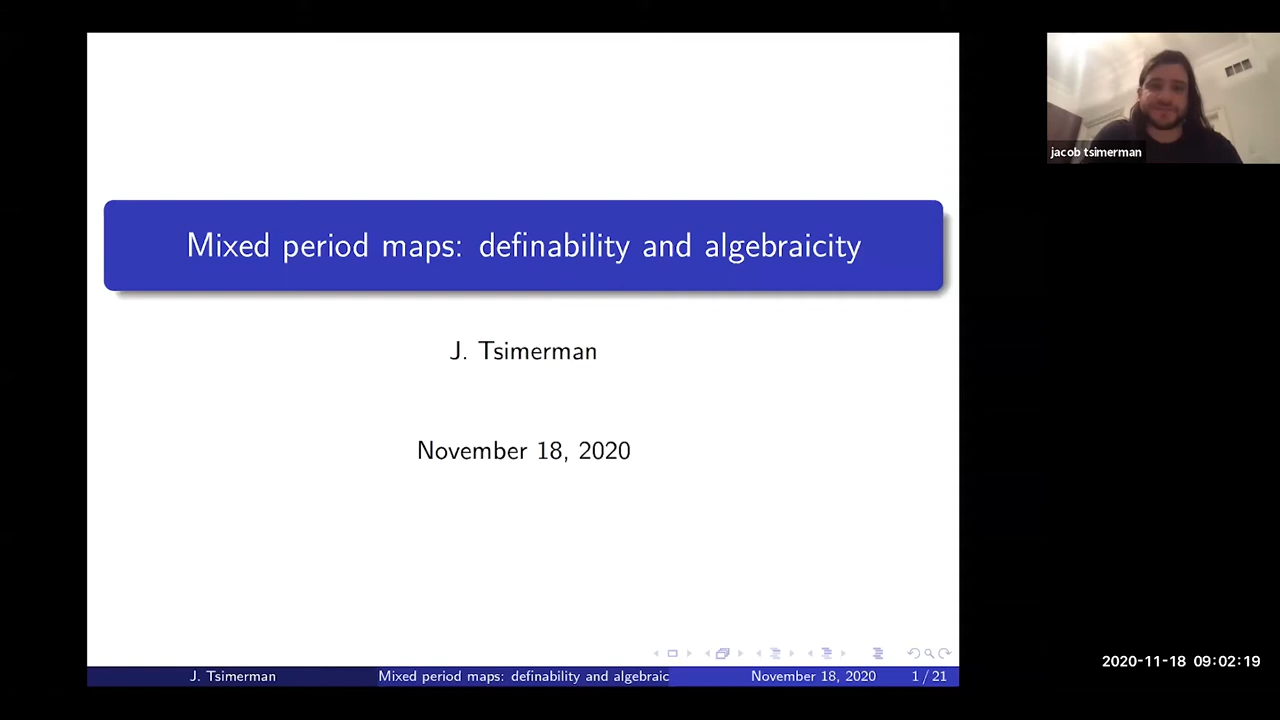 Mixed period maps: definability and algebraicity
J. Tsimerman
November 18, 2020
J. Tsimerman
Mixed period maps: definability and algebraic
November 18, 2020
1 / 21
jacob tsimerman
2020-11-18 09:02:19